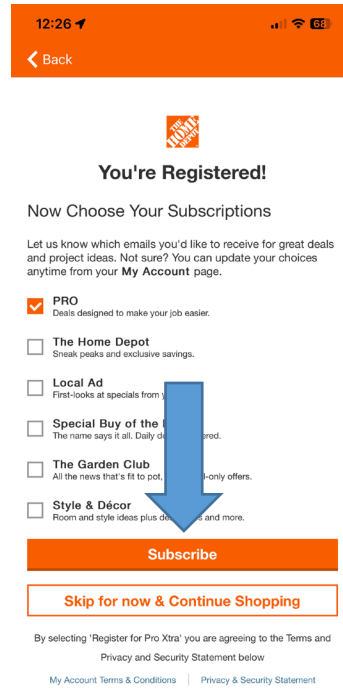 12:26
68
Back
THE HOME DEPOT
You're Registered!
Now Choose Your Subscriptions
Let us know which emails you'd like to receive for great deals
and project ideas. Not sure? You can update your choices
anytime from your My Account page.
PRO
Deals designed to make your job easier.
The Home Depot
Sneak peaks and exclusive savings.
Local Ad
First-looks at specials from
Special Buy of the
The name says it all. Daily
The Garden Club
All the news that's fit to pot, -only offers.
Style & Décor
Room and style ideas plus and more.
Subscribe
Skip for now & Continue Shopping
By selecting 'Register for Pro Xtra' you are agreeing to the Terms and
Privacy and Security Statement below
My Account Terms & Conditions | Privacy & Security Statement